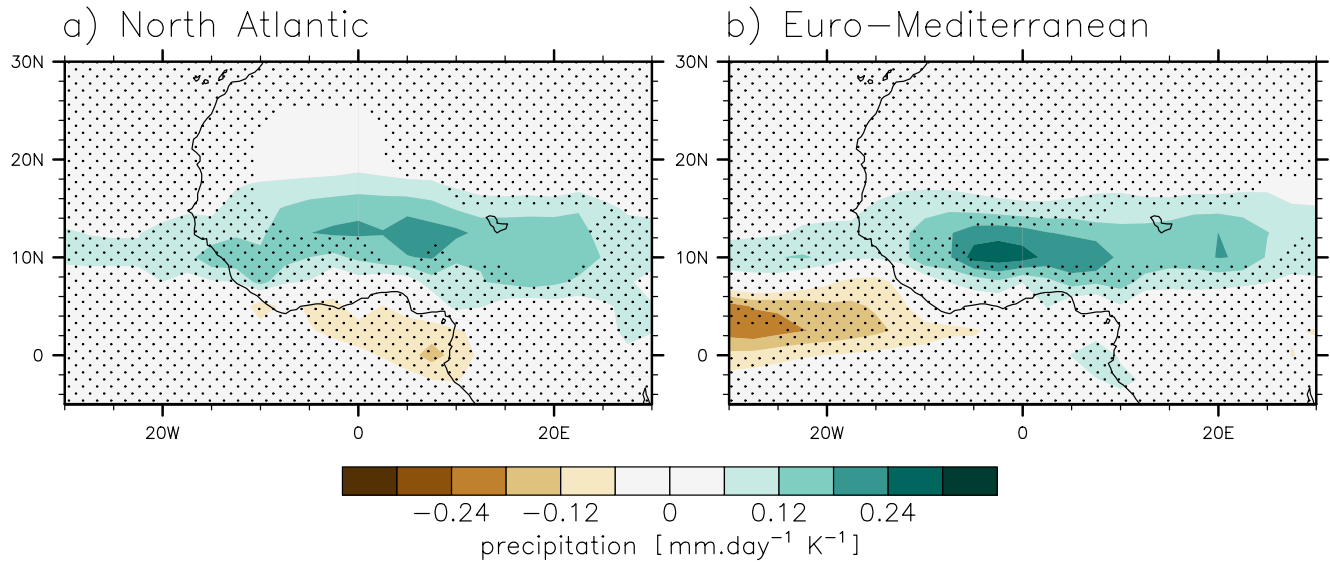 a) North Atlantic
b) Euro−Mediterranean
30N
20N
10N
0
20W
0
20E
30N
20N
10N
0
20W
0
20E
−0.24
−0.12
0
0.12
0.24
precipitation [mm.day⁻¹ K⁻¹]